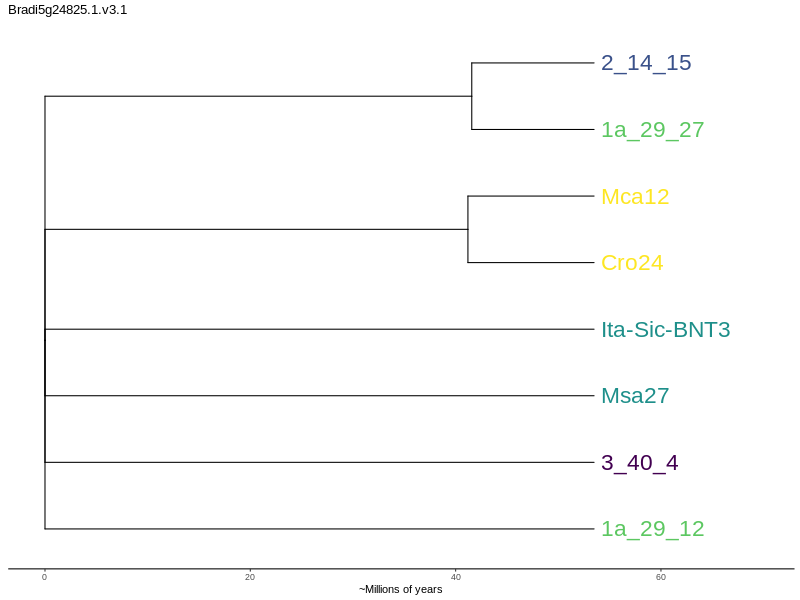 Bradi5g24825.1.v3.1
2_14_15
1a_29_27
Mca12
Cro24
Ita-Sic-BNT3
Msa27
3_40_4
1a_29_12
0 20 40 60
~Millions of years